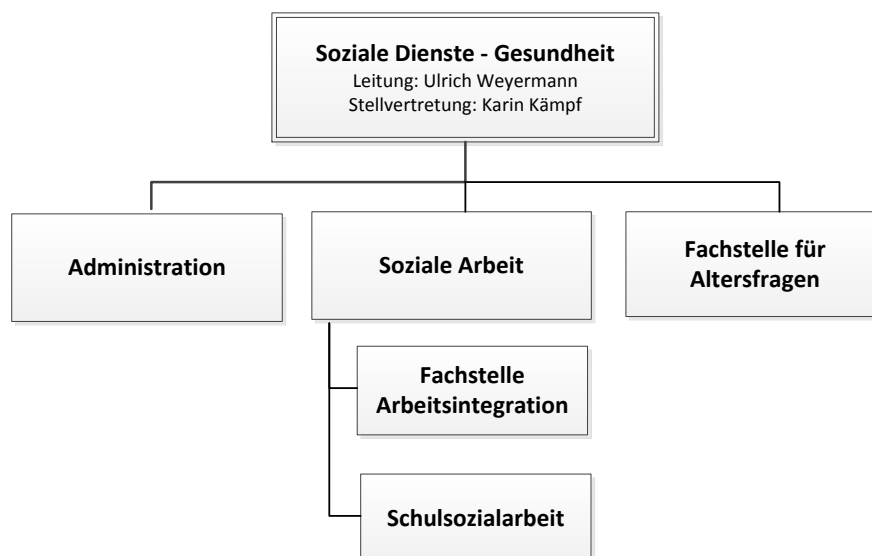 Soziale Dienste - Gesundheit
Leitung: Ulrich Weyermann
Stellvertretung: Karin Kämpf
Administration
Soziale Arbeit
Fachstelle für
Altersfragen
Fachstelle
Arbeitsintegration
Schulsozialarbeit